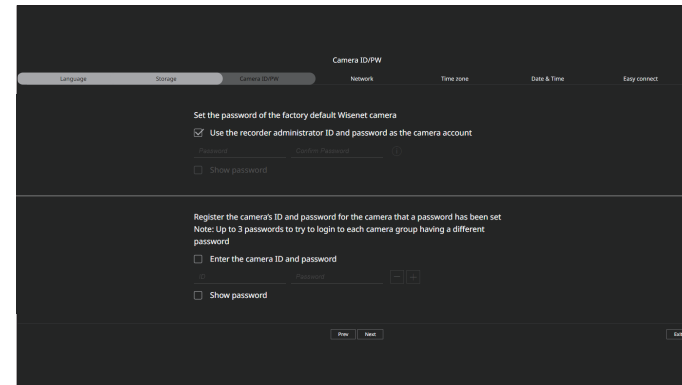 Camera ID/PW
Language Storage Camera ID/PW Network Time zone Date & Time Easy connect
Set the password of the factory default Wisenet camera
Use the recorder administrator ID and password as the camera account
Password Confirm Password
Show password
Register the camera's ID and password for the camera that a password has been set
Note: Up to 3 passwords to try to login to each camera group having a different
password
Enter the camera ID and password
ID Password
Show password
Prev Next Exit